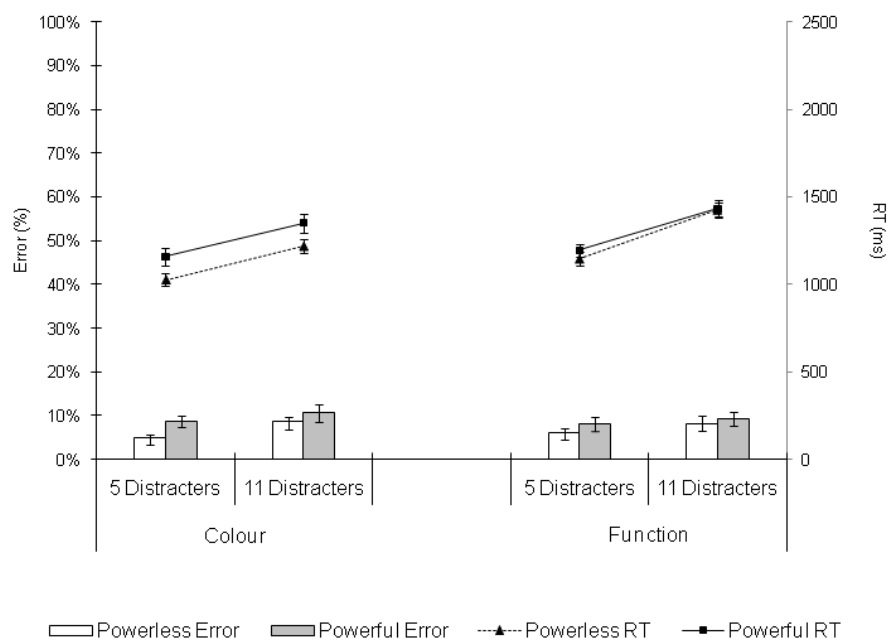 100% 2500
90%
80% 2000
70%
60% 1500
Error (%) 50% RT (ms)
40% 1000
30%
20% 500
10%
0% 0
5 Distracters 11 Distracters 5 Distracters 11 Distracters
Colour Function
Powerless Error Powerful Error Powerless RT Powerful RT